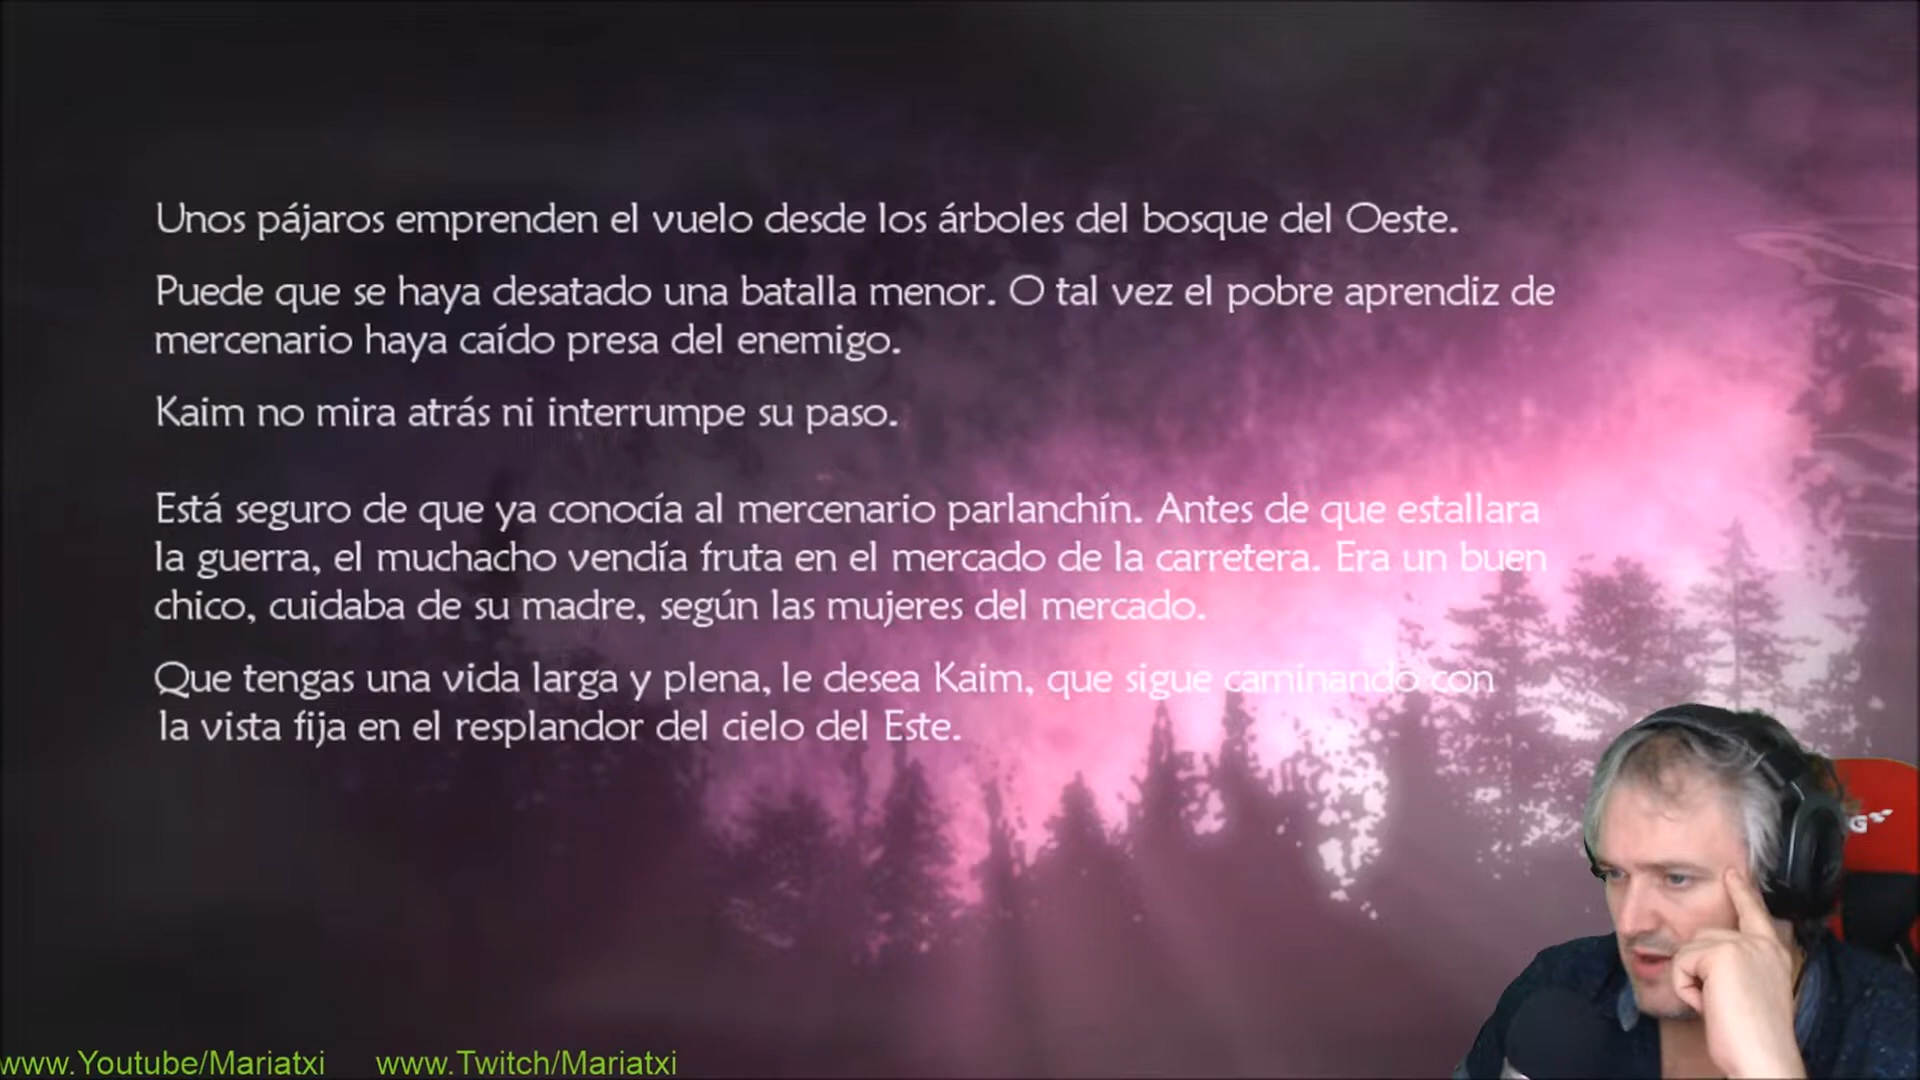 Unos pájaros emprenden el vuelo desde los árboles del bosque del Oeste.
Puede que se haya desatado una batalla menor. O tal vez el pobre aprendiz de
mercenario haya caído presa del enemigo.
Kaim no mira atrás ni interrumpe su paso.
Está seguro de que ya conocía al mercenario parlanchín. Antes de que estallara
la guerra, el muchacho vendía fruta en el mercado de la carretera. Era un buen
chico, cuidaba de su madre, según las mujeres del mercado.
Que tengas una vida larga y plena, le desea Kaim, que sigue caminando con
la vista fija en el resplandor del cielo del Este.
www.Youtube/Mariatxi www.Twitch/Mariatxi